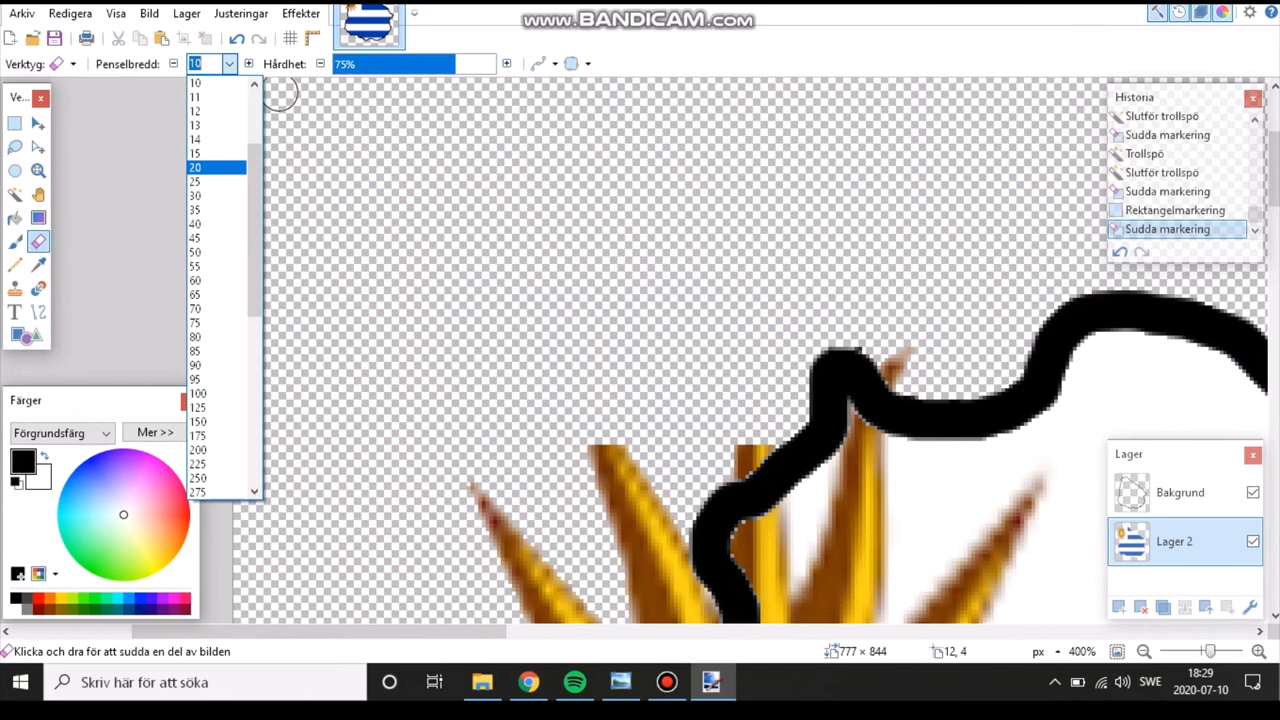 Arkiv Redigera Visa Bild Lager Justeringar Effekter
www.BANDICAM.com
Verktyg: Penselbredd: 10 Hårdhet: 75%
10
11
12
13
14
15
20
25
30
35
40
45
50
55
60
65
70
75
80
85
90
95
100
125
150
175
200
225
250
275
Ve...
Historia
Slutför trollspö
Sudda markering
Trollspö
Slutför trollspö
Sudda markering
Rektangelmarkering
Sudda markering
Färger
Förgrundsfärg Mer >>
Lager
Bakgrund
Lager 2
Klicka och dra för att sudda en del av bilden
777 × 844 12, 4 px 400%
Skriv här för att söka
SWE
18:29
2020-07-10